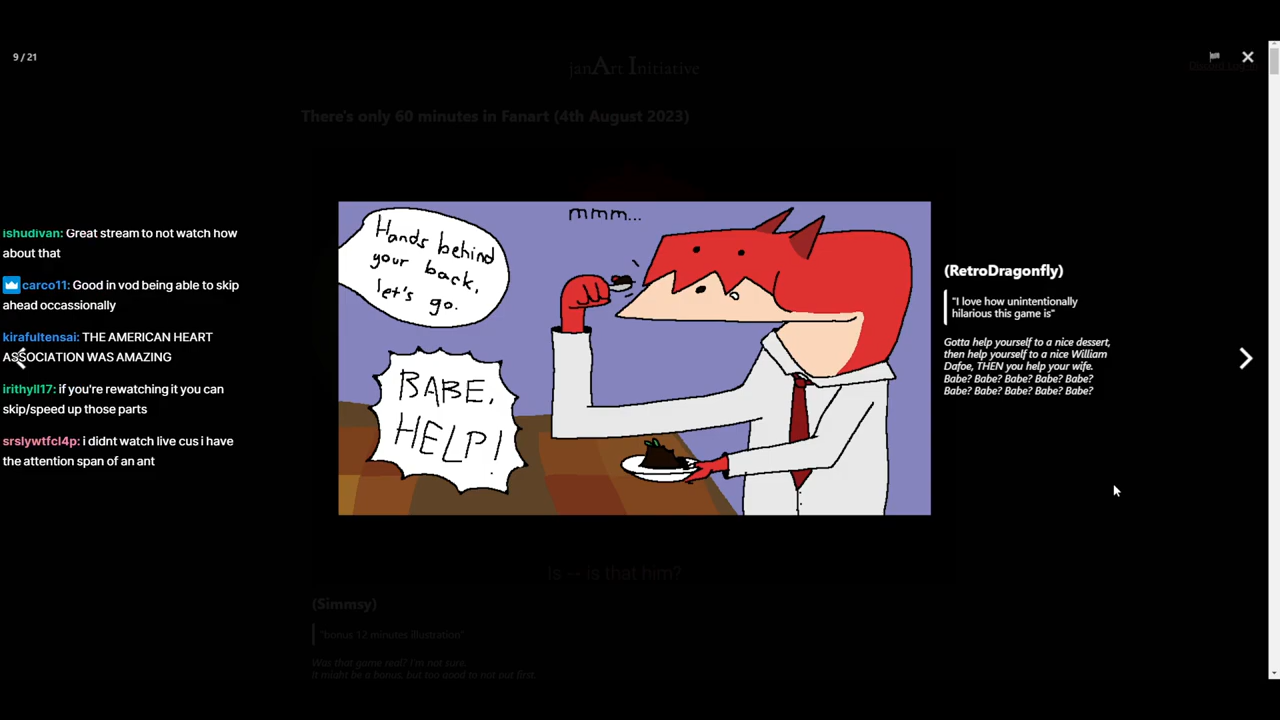 9 / 21
janArt Initiative
There's only 60 minutes in Fanart (4th August 2023)
ishudivan: Great stream to not watch how
about that
carco11: Good in vod being able to skip
ahead occassionally
kirafultensai: THE AMERICAN HEART
ASSOCIATION WAS AMAZING
irithyll17: if you're rewatching it you can
skip/speed up those parts
srslywtfcl4p: i didnt watch live cus i have
the attention span of an ant
Hands behind
your back,
let's go.
mmm...
BABE,
HELP!
(RetroDragonfly)
"I love how unintentionally
hilarious this game is"
Gotta help yourself to a nice dessert,
then help yourself to a nice William
Dafoe, THEN you help your wife.
Babe? Babe? Babe? Babe? Babe?
Babe? Babe? Babe? Babe? Babe?
Is -- is that him?
(Simmsy)
"bonus 12 minutes illustration"
Was that game real? I'm not sure.
It might be a bonus, but too good to not put first.